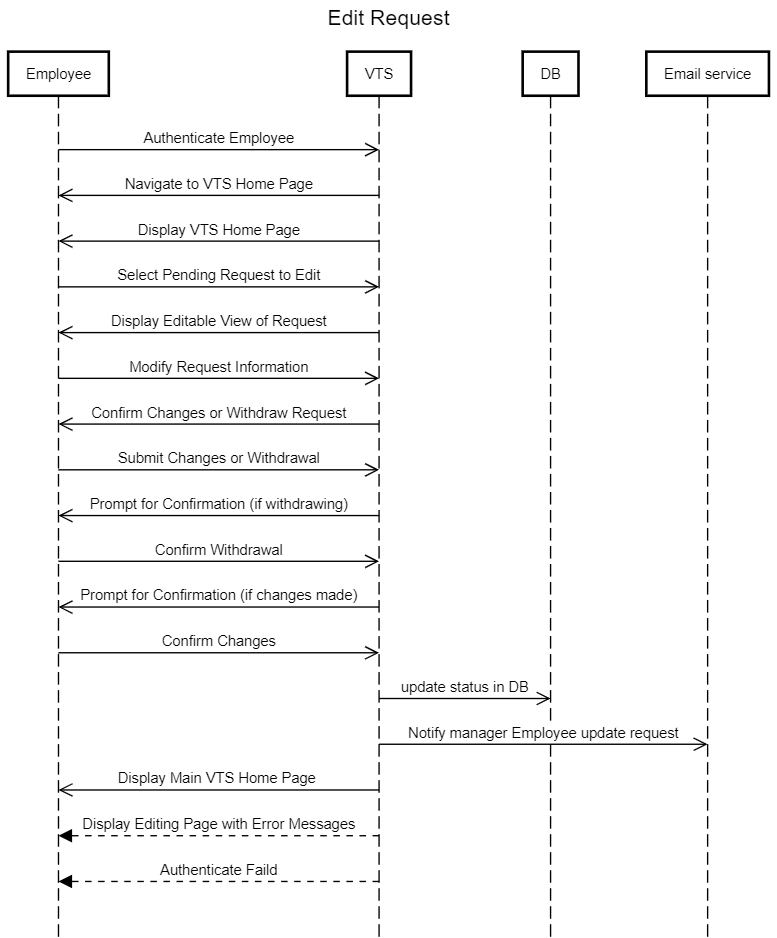 Edit Request
Employee
VTS
DB
Email service
Authenticate Employee
Navigate to VTS Home Page
Display VTS Home Page
Select Pending Request to Edit
Display Editable View of Request
Modify Request Information
Confirm Changes or Withdraw Request
Submit Changes or Withdrawal
Prompt for Confirmation (if withdrawing)
Confirm Withdrawal
Prompt for Confirmation (if changes made)
Confirm Changes
update status in DB
Notify manager Employee update request
Display Main VTS Home Page
Display Editing Page with Error Messages
Authenticate Faild